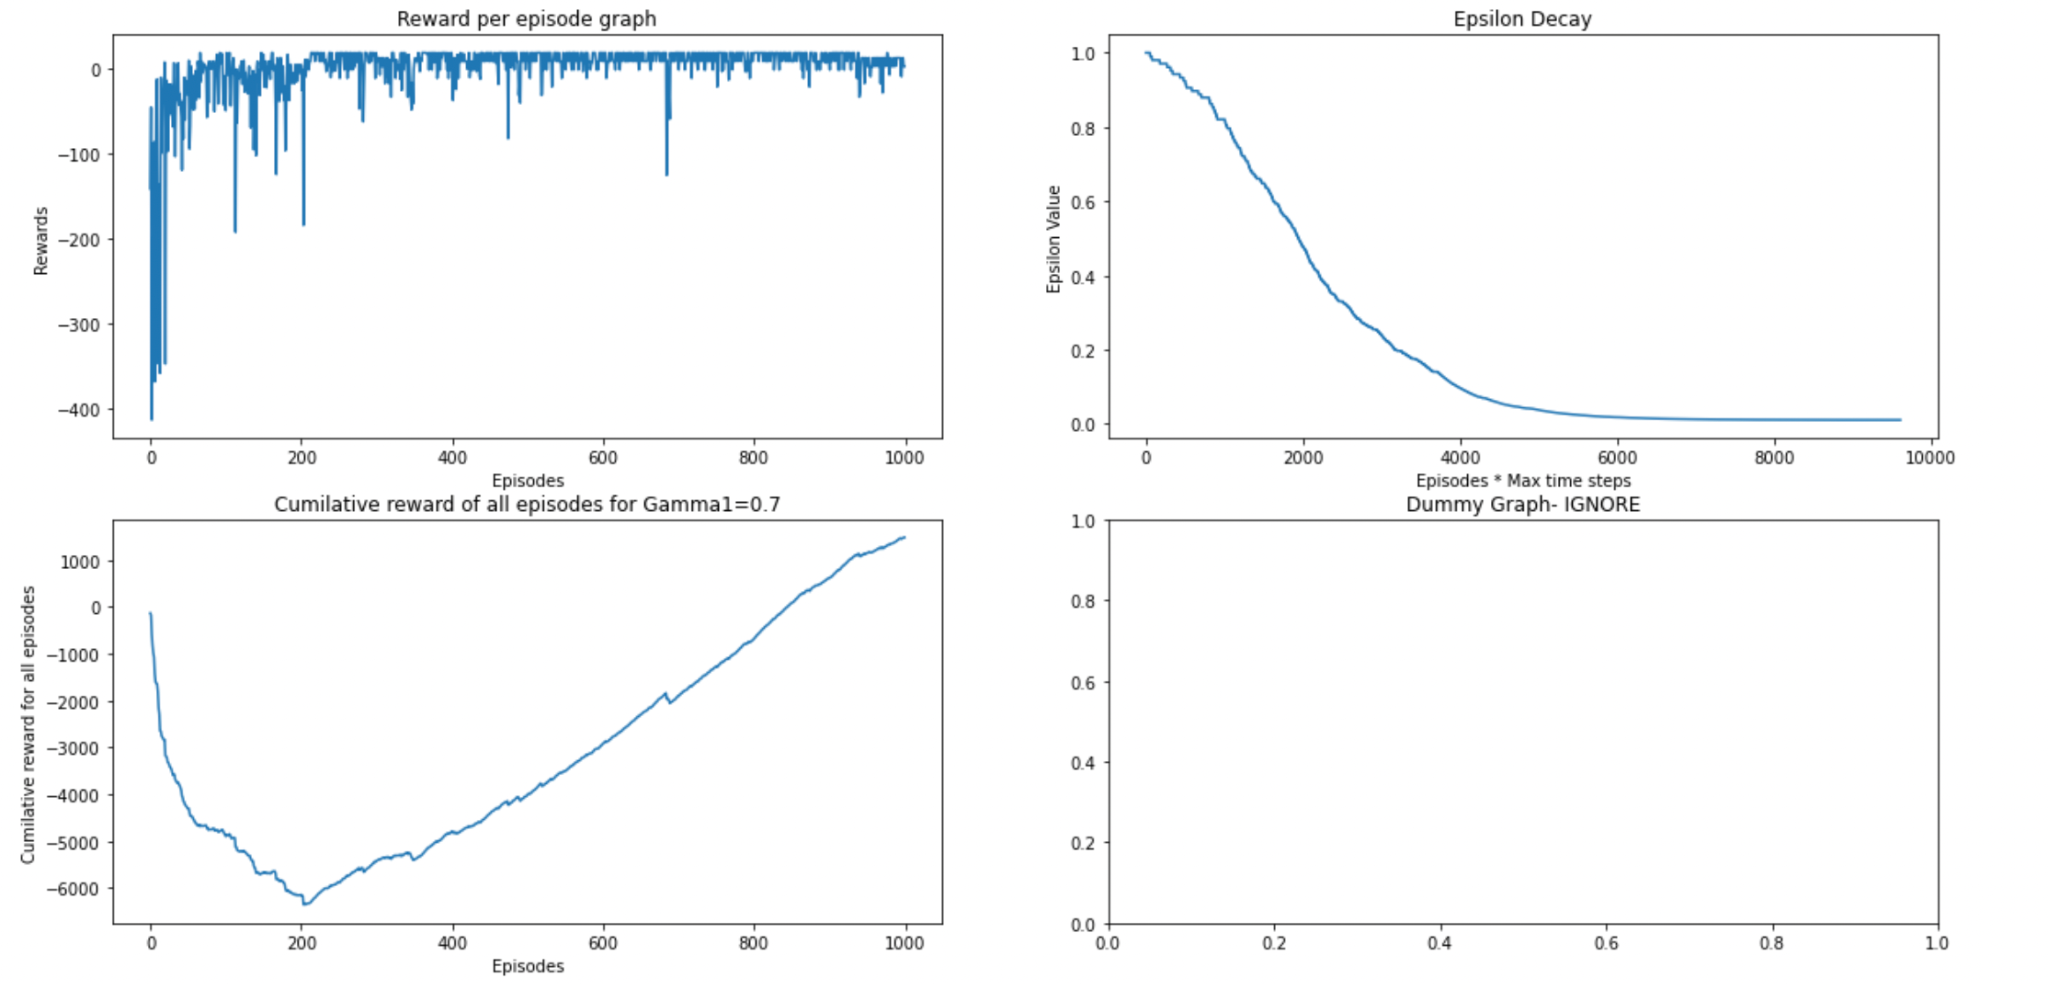 Reward per episode graph
0
−100
−200
−300
−400
Rewards
0 200 400 600 800 1000
Episodes
Epsilon Decay
1.0
0.8
0.6
0.4
0.2
0.0
Epsilon Value
0 2000 4000 6000 8000 10000
Episodes * Max time steps
Cumilative reward of all episodes for Gamma1=0.7
1000
0
−1000
−2000
−3000
−4000
−5000
−6000
Cumilative reward for all episodes
0 200 400 600 800 1000
Episodes
Dummy Graph- IGNORE
1.0
0.8
0.6
0.4
0.2
0.0
0.0 0.2 0.4 0.6 0.8 1.0